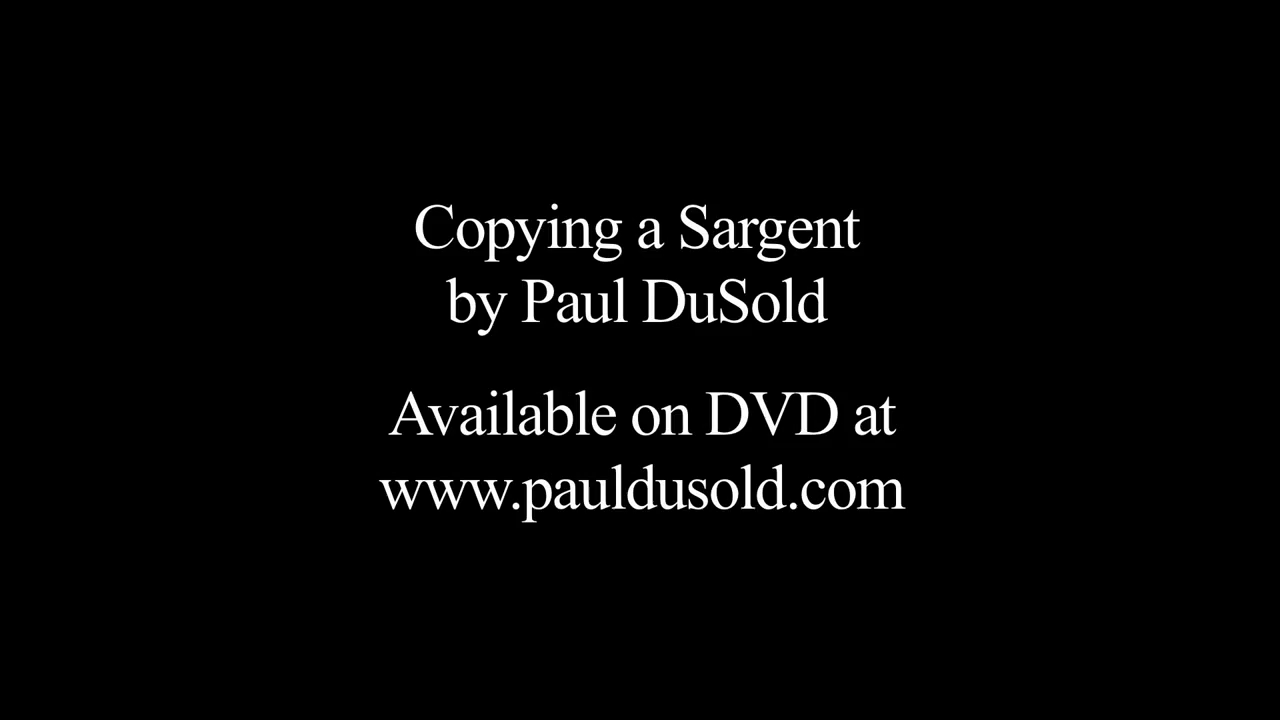 Copying a Sargent
by Paul DuSold
Available on DVD at
www.pauldusold.com